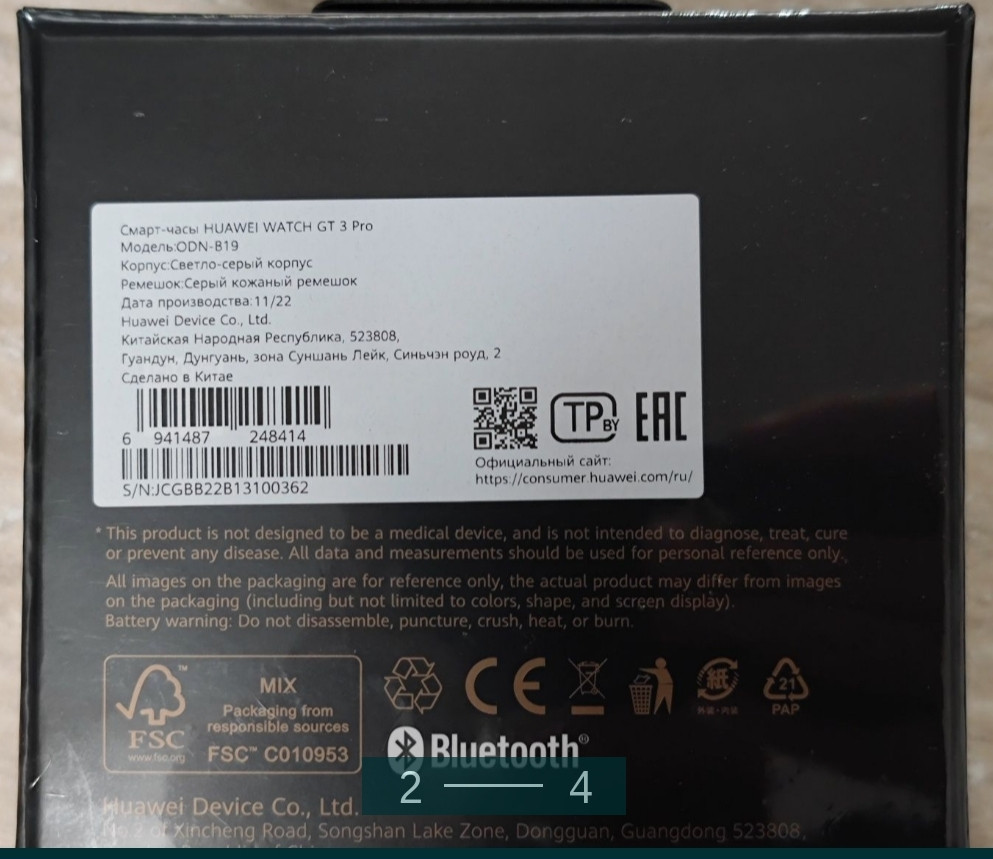 Смарт-часы HUAWEI WATCH GT 3 Pro
Модель:ODN-B19
Корпус:Светло-серый корпус
Ремешок:Серый кожаный ремешок
Дата производства:11/22
Huawei Device Co., Ltd.
Китайская Народная Республика, 523808,
Гуандун, Дунгуань, зона Суншань Лейк, Синьчэн роуд, 2
Сделано в Китае
6 941487 248414
S/N:JCGBB22B13100362
TP BY
EAC
Официальный сайт:
https://consumer.huawei.com/ru/
* This product is not designed to be a medical device, and is not intended to diagnose, treat, cure
or prevent any disease. All data and measurements should be used for personal reference only.
All images on the packaging are for reference only, the actual product may differ from images
on the packaging (including but not limited to colors, shape, and screen display).
Battery warning: Do not disassemble, puncture, crush, heat, or burn.
FSC
www.fsc.org
MIX
Packaging from
responsible sources
FSC™ C010953
CE
紙
外装・内装
21
PAP
Bluetooth®
2 — 4
Huawei Device Co., Ltd.
No.2 of Xincheng Road, Songshan Lake Zone, Dongguan, Guangdong 523808,